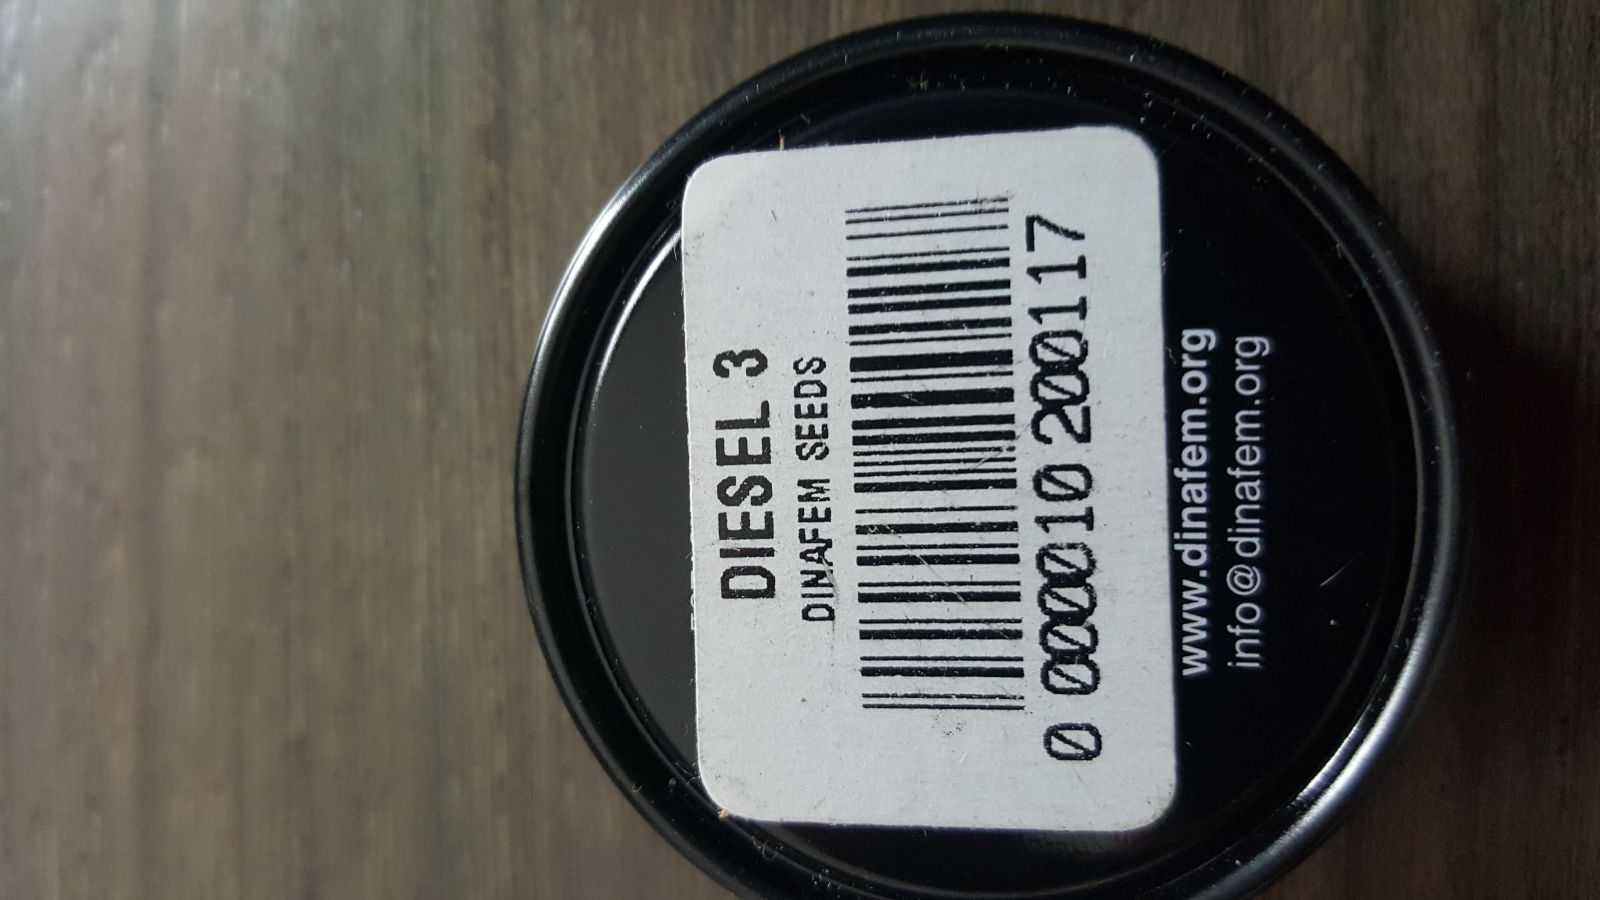 DIESEL 3
DINAFEM SEEDS
0 000010 200117
www.dinafem.org
info@dinafem.org